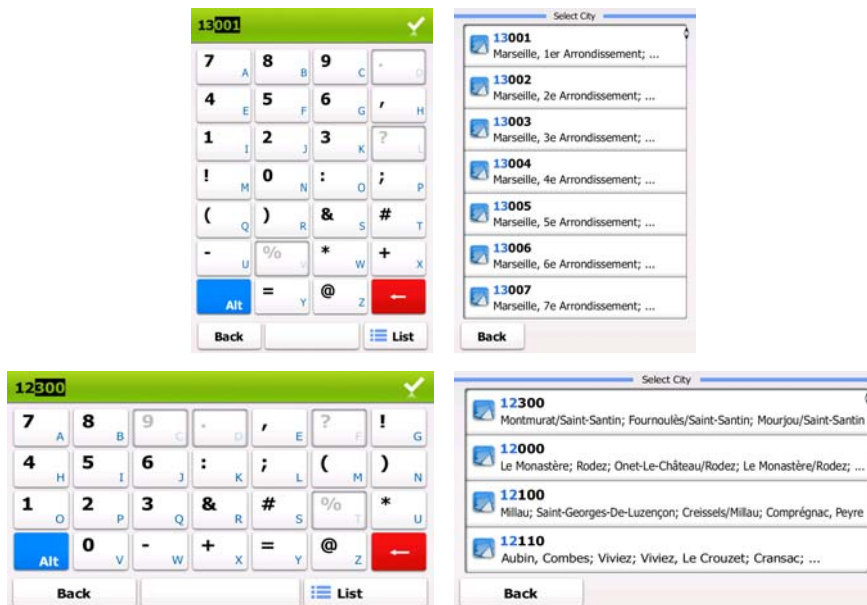 13001
7 A 8 B 9 C . D
4 E 5 F 6 G , H
1 I 2 J 3 K ? L
! M 0 N : O ; P
( Q ) R & S # T
- U % V * W + X
Alt = Y @ Z ←
Back List
Select City
13001
Marseille, 1er Arrondissement; ...
13002
Marseille, 2e Arrondissement; ...
13003
Marseille, 3e Arrondissement; ...
13004
Marseille, 4e Arrondissement; ...
13005
Marseille, 5e Arrondissement; ...
13006
Marseille, 6e Arrondissement; ...
13007
Marseille, 7e Arrondissement; ...
Back
12300
7 A 8 B 9 C . D , E ? F ! G
4 H 5 I 6 J : K ; L ( M ) N
1 O 2 P 3 Q & R # S % T * U
Alt 0 V - W + X = Y @ Z ←
Back List
Select City
12300
Montmurat/Saint-Santin; Fournoulès/Saint-Santin; Mourjou/Saint-Santin
12000
Le Monastère; Rodez; Onet-Le-Château/Rodez; Le Monastère/Rodez; ...
12100
Millau; Saint-Georges-De-Luzençon; Creissels/Millau; Comprégnac, Peyre
12110
Aubin, Combes; Viviez; Viviez, Le Crouzet; Cransac; ...
Back